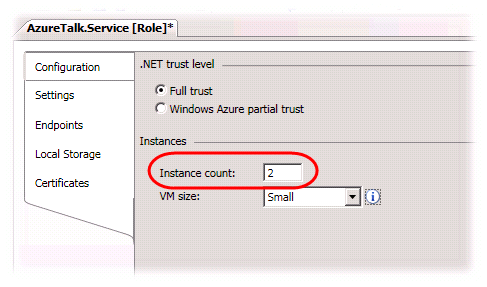 AzureTalk.Service [Role]*
Configuration
Settings
Endpoints
Local Storage
Certificates
.NET trust level
Full trust
Windows Azure partial trust
Instances
Instance count: 2
VM size: Small